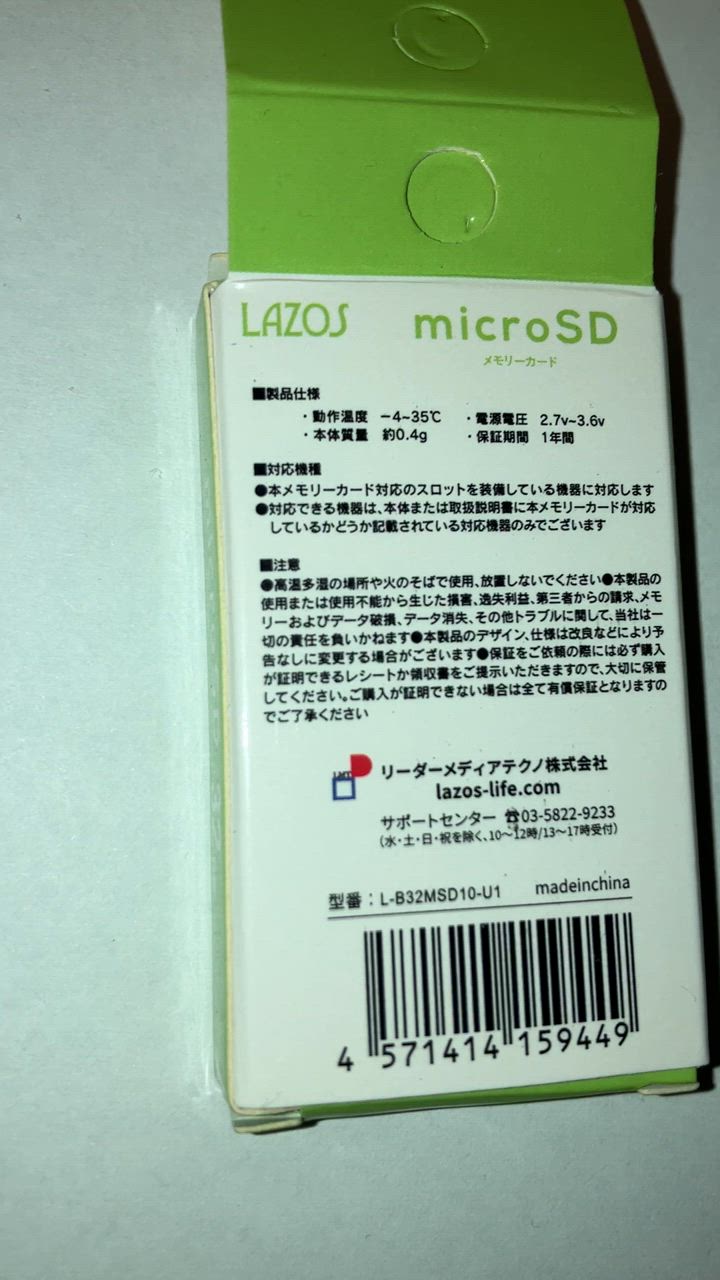 LAZOS microSD
メモリーカード
■製品仕様
・動作温度 −4~35℃ ・電源電圧 2.7v~3.6v
・本体質量 約0.4g ・保証期間 1年間
■対応機種
●本メモリーカード対応のスロットを装備している機器に対応します
●対応できる機器は、本体または取扱説明書に本メモリーカードが対応
しているかどうか記載されている対応機器のみでございます
■注意
●高温多湿の場所や火のそばで使用、放置しないでください●本製品の
使用または使用不能から生じた損害、逸失利益、第三者からの請求、メモ
リーおよびデータ破損、データ消失、その他トラブルに関して、当社は一
切の責任を負いかねます●本製品のデザイン、仕様は改良などにより予
告なしに変更する場合がございます●保証をご依頼の際には必ず購入
が証明できるレシートか領収書をご提示いただきますので、大切に保管
してください。ご購入が証明できない場合は全て有償保証となりますの
でご了承ください
LMT リーダーメディアテクノ株式会社
lazos-life.com
サポートセンター ☎03-5822-9233
(水・土・日・祝を除く、10〜12時/13〜17時受付)
型番：L-B32MSD10-U1 madeinchina
4 571414 159449